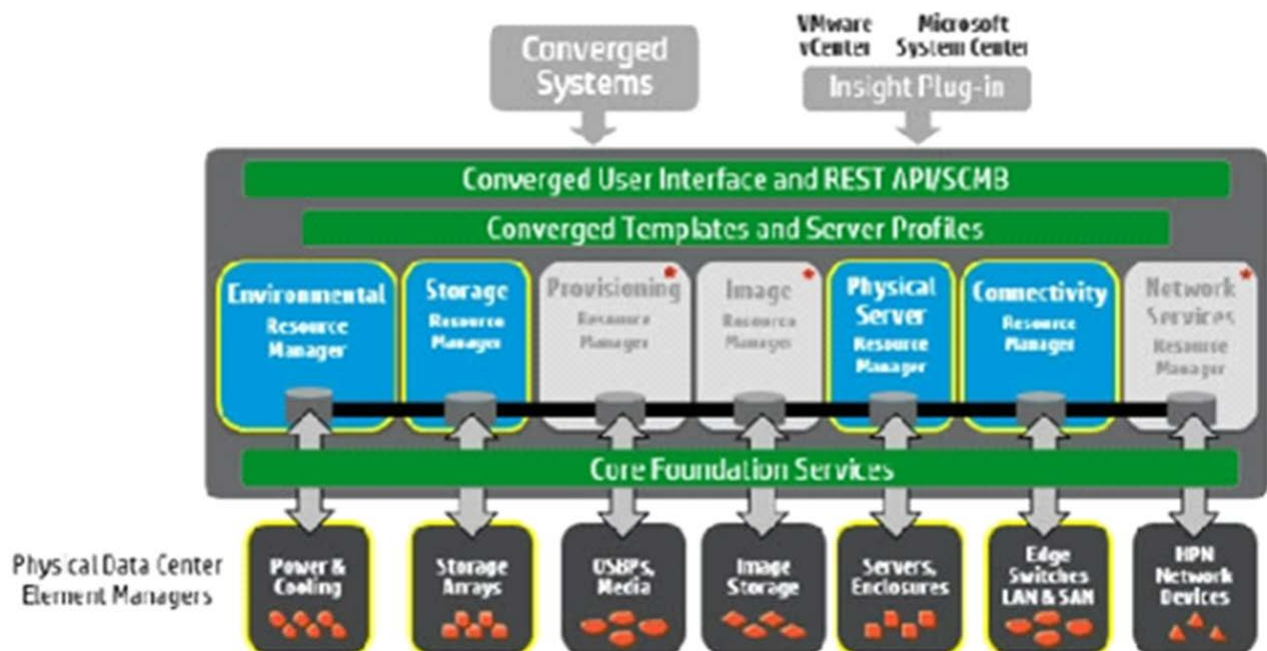 Converged
Systems
VMware
vCenter
Microsoft
System Center
Insight Plug-in
Converged User Interface and REST API/SCMB
Converged Templates and Server Profiles
Environmental
Resource
Manager
Storage
Resource
Manager
Provisioning *
Resource
Manager
Image *
Resource
Manager
Physical
Server
Resource
Manager
Connectivity
Resource
Manager
Network *
Services
Resource
Manager
Core Foundation Services
Physical Data Center
Element Managers
Power &
Cooling
Storage
Arrays
OSBPs,
Media
Image
Storage
Servers,
Enclosures
Edge
Switches
LAN & SAN
HPN
Network
Devices